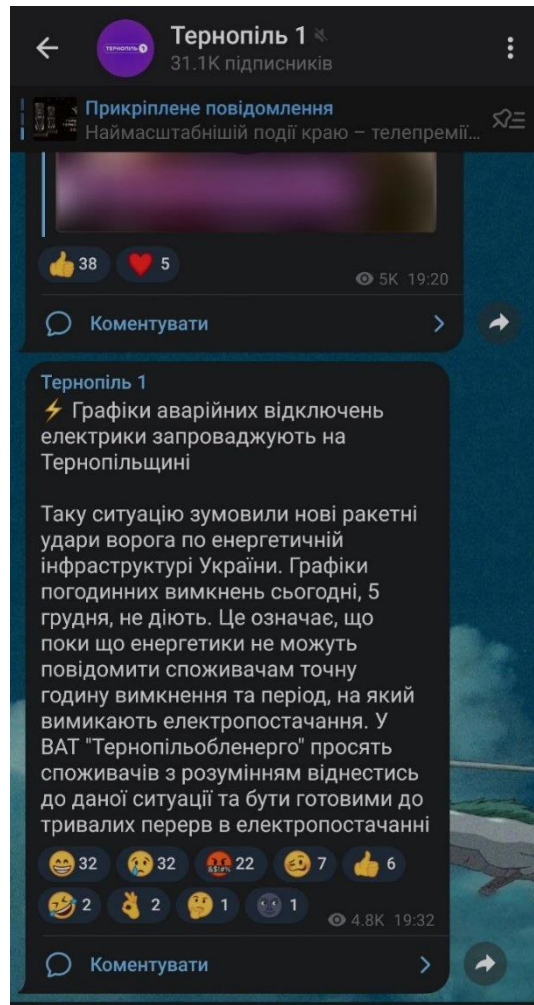 Тернопіль 1
31.1K підписників
ТЕРНОПІЛЬ 1
Прикріплене повідомлення
Наймасштабнішій події краю – телепремії...
38
5
5K 19:20
Коментувати
Тернопіль 1
⚡ Графіки аварійних відключень
електрики запроваджують на
Тернопільщині
Таку ситуацію зумовили нові ракетні
удари ворога по енергетичній
інфраструктурі України. Графіки
погодинних вимкнень сьогодні, 5
грудня, не діють. Це означає, що
поки що енергетики не можуть
повідомити споживачам точну
годину вимкнення та період, на який
вимикають електропостачання. У
ВАТ "Тернопільобленерго" просять
споживачів з розумінням віднестись
до даної ситуації та бути готовими до
тривалих перерв в електропостачанні
32 32 22 7 6
2 2 1 1
4.8K 19:32
Коментувати